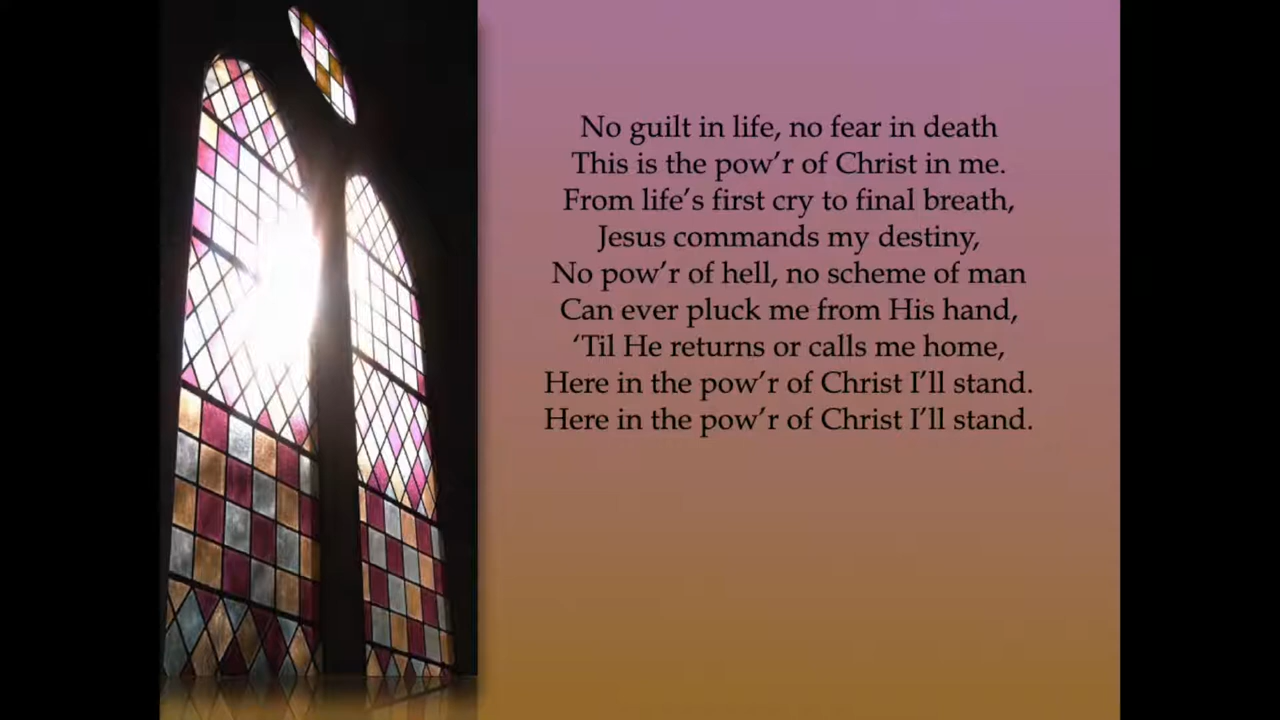 No guilt in life, no fear in death
This is the pow’r of Christ in me.
From life’s first cry to final breath,
Jesus commands my destiny,
No pow’r of hell, no scheme of man
Can ever pluck me from His hand,
‘Til He returns or calls me home,
Here in the pow’r of Christ I’ll stand.
Here in the pow’r of Christ I’ll stand.